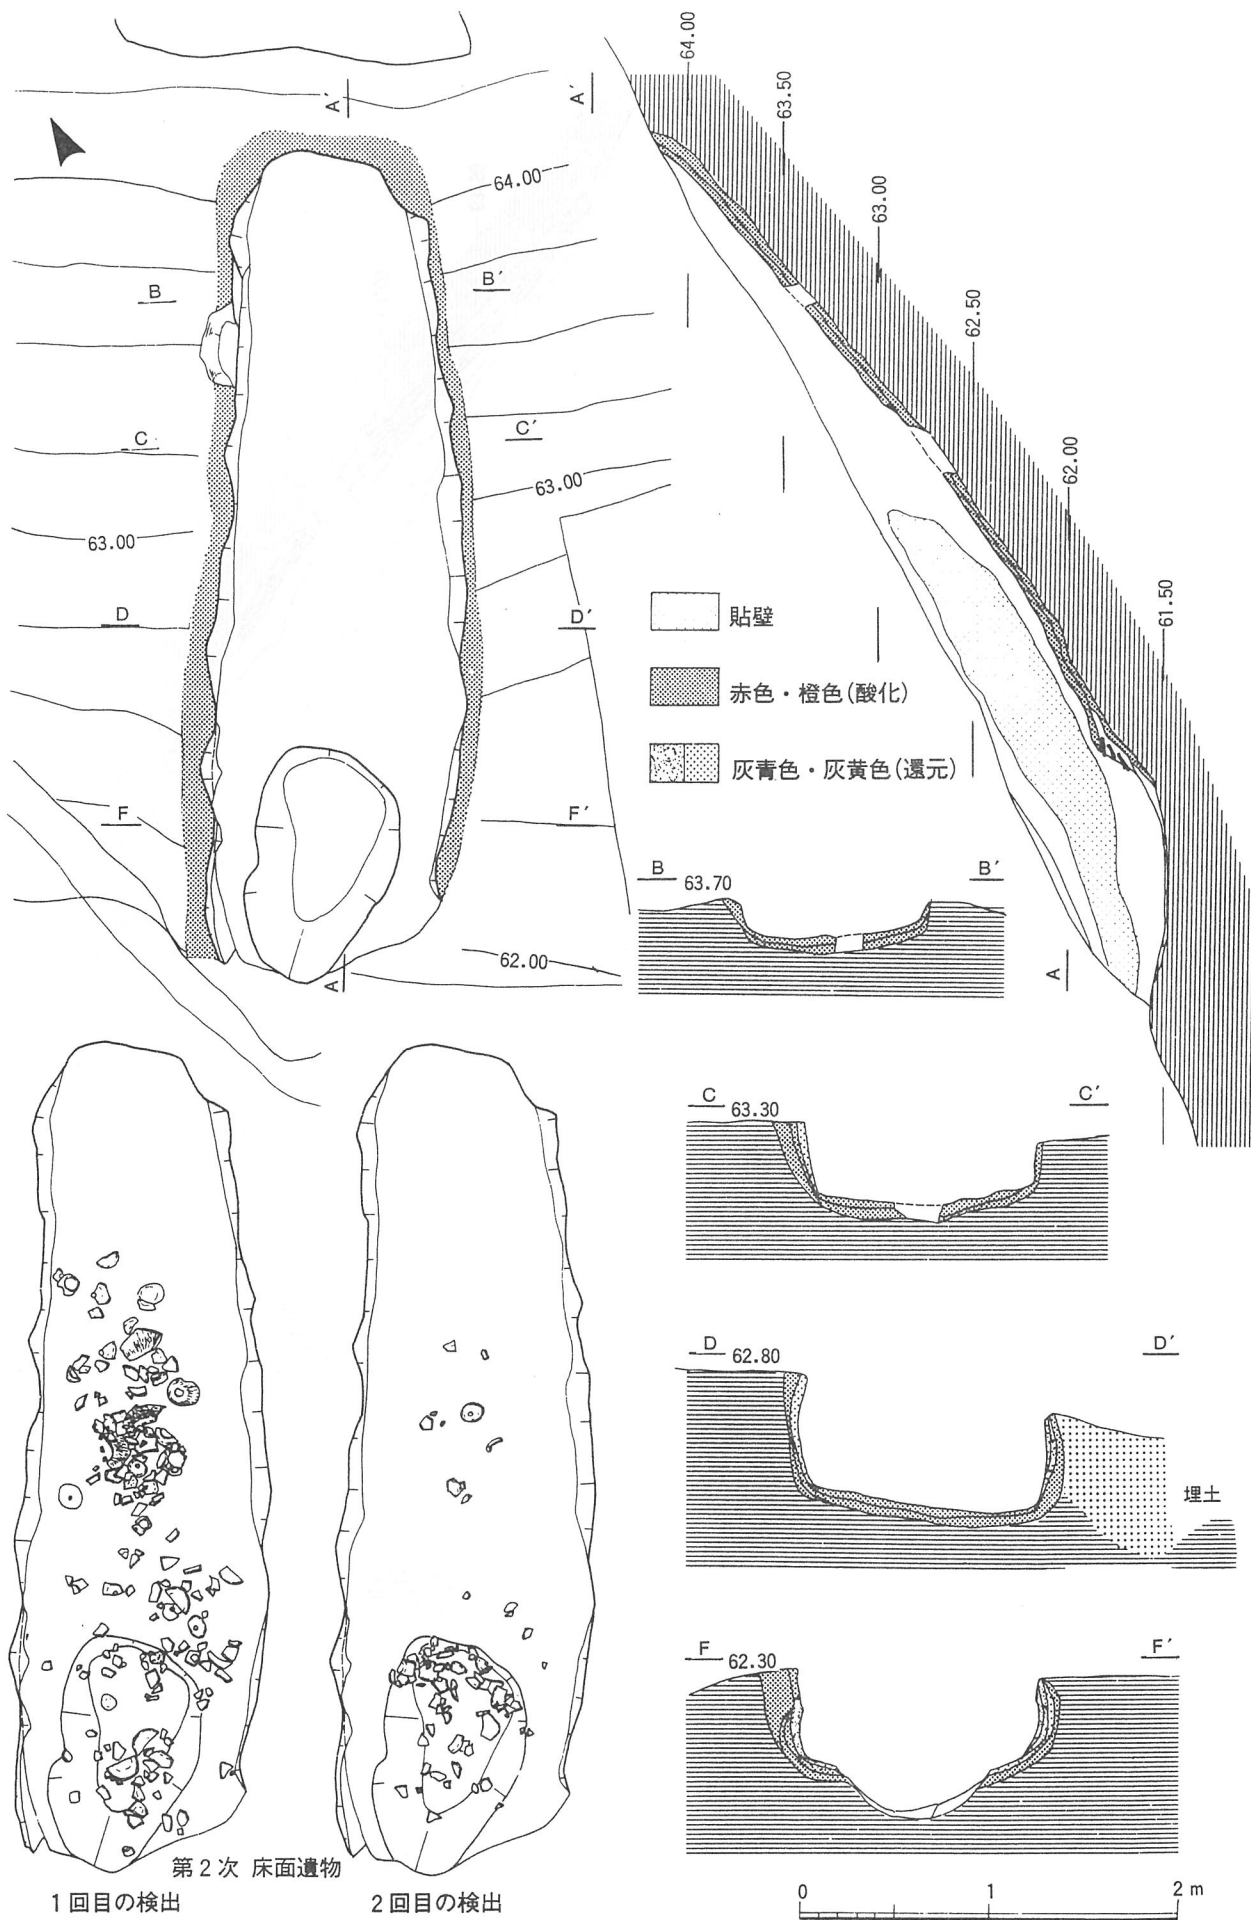 A'
A'
64.00
63.50
63.00
62.50
62.00
61.50
64.00
B
B'
C
C'
63.00
63.00
D
D'
F
F'
62.00
A
A
貼壁
赤色・橙色(酸化)
灰青色・灰黄色(還元)
B 63.70 B'
C 63.30 C'
D 62.80 D'
埋土
F 62.30 F'
第2次 床面遺物
1回目の検出
2回目の検出
0 1 2 m